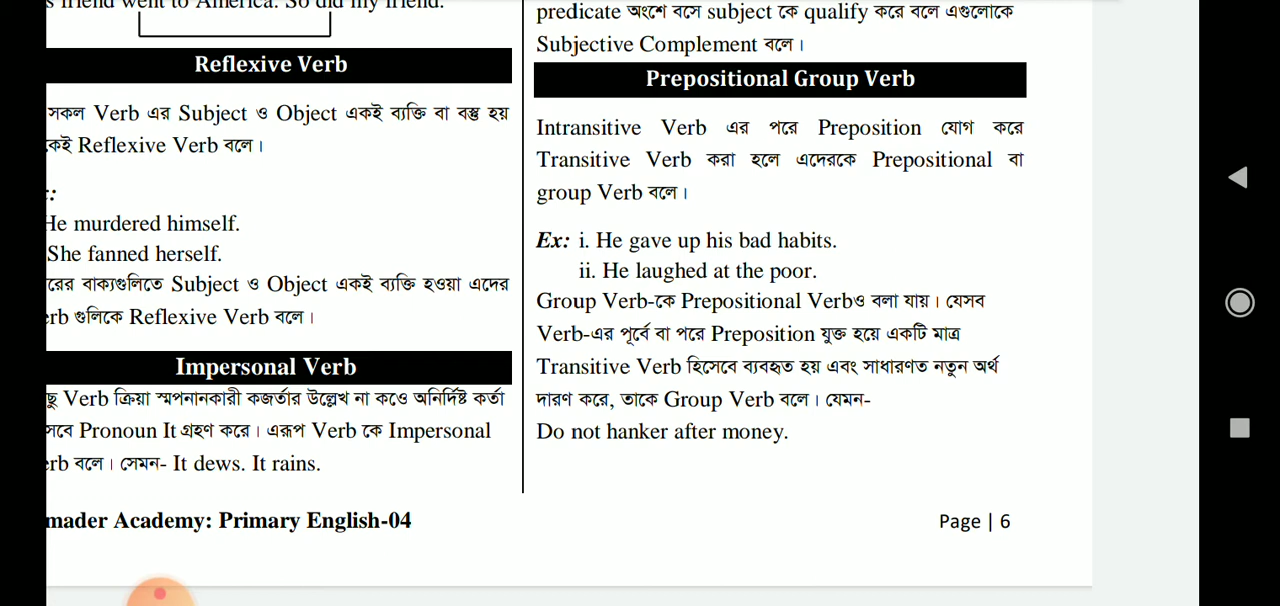 s friend went to America. So did my friend.
Reflexive Verb
সকল Verb এর Subject ও Object একই ব্যক্তি বা বস্তু হয়
কেই Reflexive Verb বলে।
He murdered himself.
She fanned herself.
রের বাক্যগুলিতে Subject ও Object একই ব্যক্তি হওয়া এদের
erb গুলিকে Reflexive Verb বলে।
Impersonal Verb
ছু Verb ক্রিয়া স্মপনানকারী কজর্তার উল্লেখ না কওে অনির্দিষ্ট কর্তা
সেবে Pronoun It গ্রহণ করে। এরূপ Verb কে Impersonal
erb বলে। সেমন- It dews. It rains.
predicate অংশে বসে subject কে qualify করে বলে এগুলোকে
Subjective Complement বলে।
Prepositional Group Verb
Intransitive Verb এর পরে Preposition যোগ করে
Transitive Verb করা হলে এদেরকে Prepositional বা
group Verb বলে।
Ex: i. He gave up his bad habits.
ii. He laughed at the poor.
Group Verb-কে Prepositional Verbও বলা যায়। যেসব
Verb-এর পূর্বে বা পরে Preposition যুক্ত হয়ে একটি মাত্র
Transitive Verb হিসেবে ব্যবহৃত হয় এবং সাধারণত নতুন অর্থ
দারণ করে, তাকে Group Verb বলে। যেমন-
Do not hanker after money.
mader Academy: Primary English-04
Page | 6